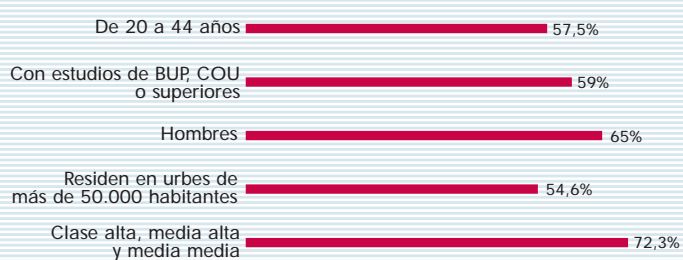 De 20 a 44 años
57,5%
Con estudios de BUP, COU
o superiores
59%
Hombres
65%
Residen en urbes de
más de 50.000 habitantes
54,6%
Clase alta, media alta
y media media
72,3%